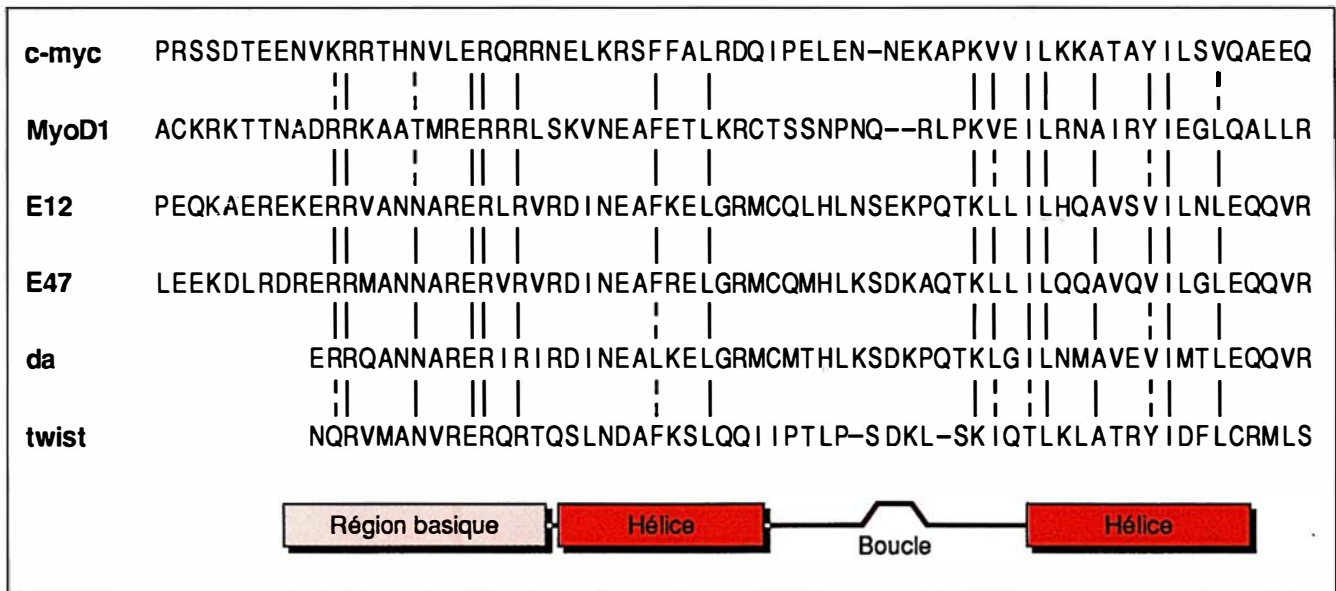 c-myc PRSSDTEENVKRRTHNVLERQRRNELKRSFFALRDQIPELEN–NEKAPKVVILKKATAYILSVQAEEQ
MyoD1 ACKRKTTNADRRKAATMRERRRLSKVNEAFETLKRCTSSNPNQ––RLPKVEILRNAIRYIEGLQALLR
E12 PEQKAEREKERRVANNARERLRVRDINEAFKELGRMCQLHLNSEKPQTKLLILHQAVSVILNLEQQVR
E47 LEEKDLRDRERRMANNARERVRVRDINEAFRELGRMCQMHLKSDKAQTKLLILQQAVQVILGLEQQVR
da ERRQANNARERIRIRDINEALKELGRMCMTHLKSDKPQTKLGILNMAVEVIMTLEQQVR
twist NQRVMANVRERQRTQSLNDAFKSLQQIIPTLP–SDKL–SKIQTLKLATRYIDFLCRMLS
Région basique Hélice Boucle Hélice